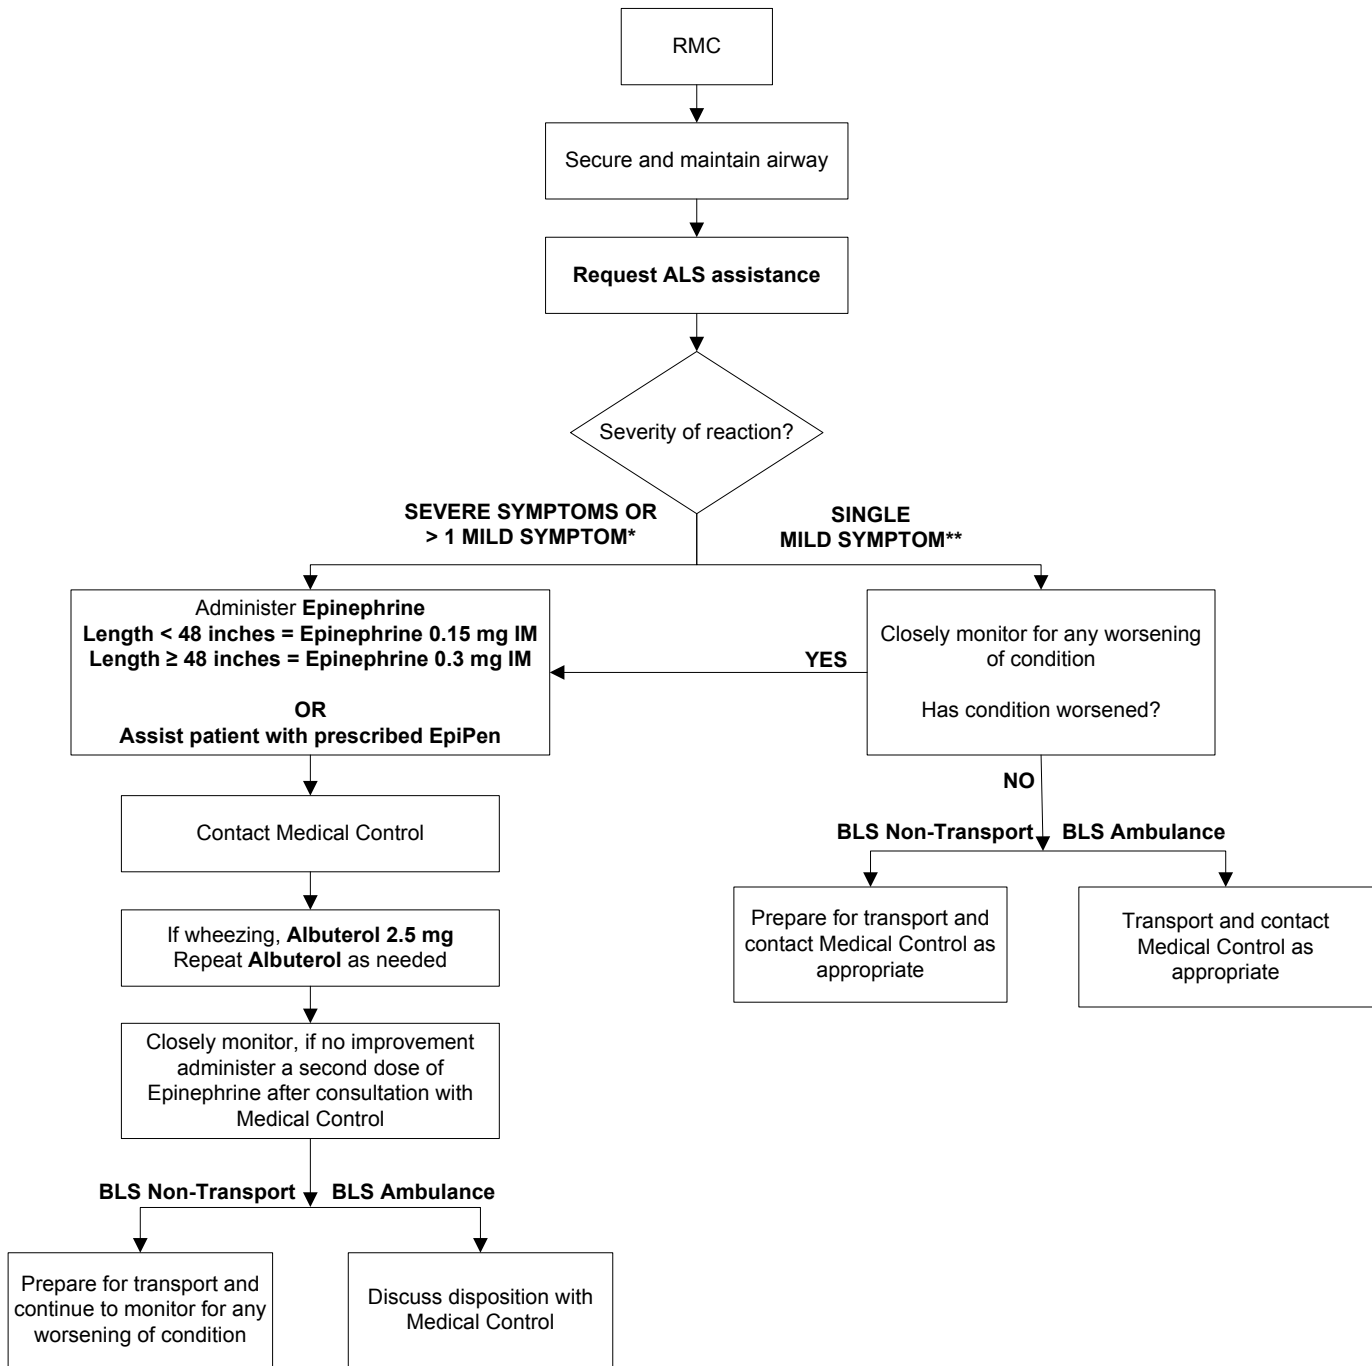 RMC
Secure and maintain airway
Request ALS assistance
Severity of reaction?
SEVERE SYMPTOMS OR
> 1 MILD SYMPTOM*
SINGLE
MILD SYMPTOM**
Administer Epinephrine
Length < 48 inches = Epinephrine 0.15 mg IM
Length ≥ 48 inches = Epinephrine 0.3 mg IM
OR
Assist patient with prescribed EpiPen
YES
Closely monitor for any worsening
of condition
Has condition worsened?
NO
Contact Medical Control
BLS Non-Transport
BLS Ambulance
Prepare for transport and
contact Medical Control as
appropriate
Transport and contact
Medical Control as
appropriate
If wheezing, Albuterol 2.5 mg
Repeat Albuterol as needed
Closely monitor, if no improvement
administer a second dose of
Epinephrine after consultation with
Medical Control
BLS Non-Transport
BLS Ambulance
Prepare for transport and
continue to monitor for any
worsening of condition
Discuss disposition with
Medical Control